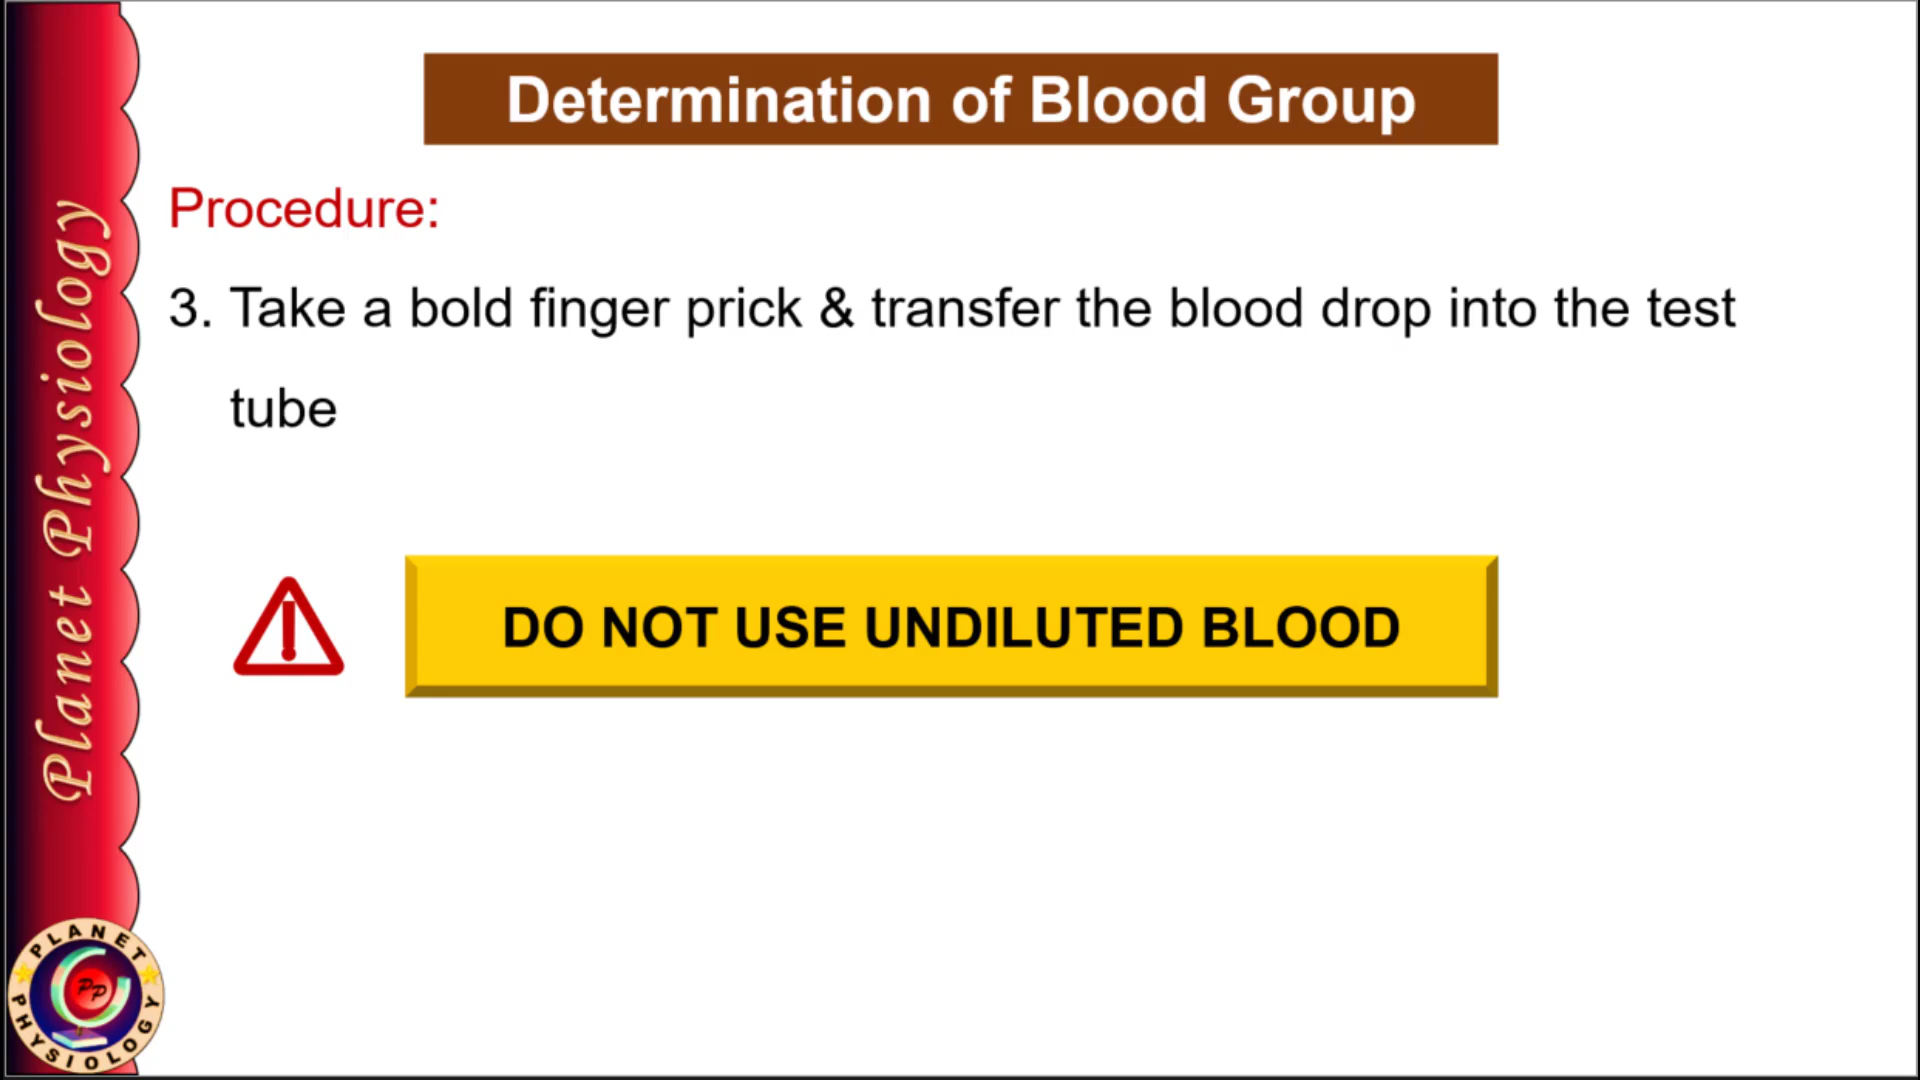 Determination of Blood Group
Procedure:
3. Take a bold finger prick & transfer the blood drop into the test
tube
DO NOT USE UNDILUTED BLOOD
Planet Physiology
PLANET
PP
PHYSIOLOGY